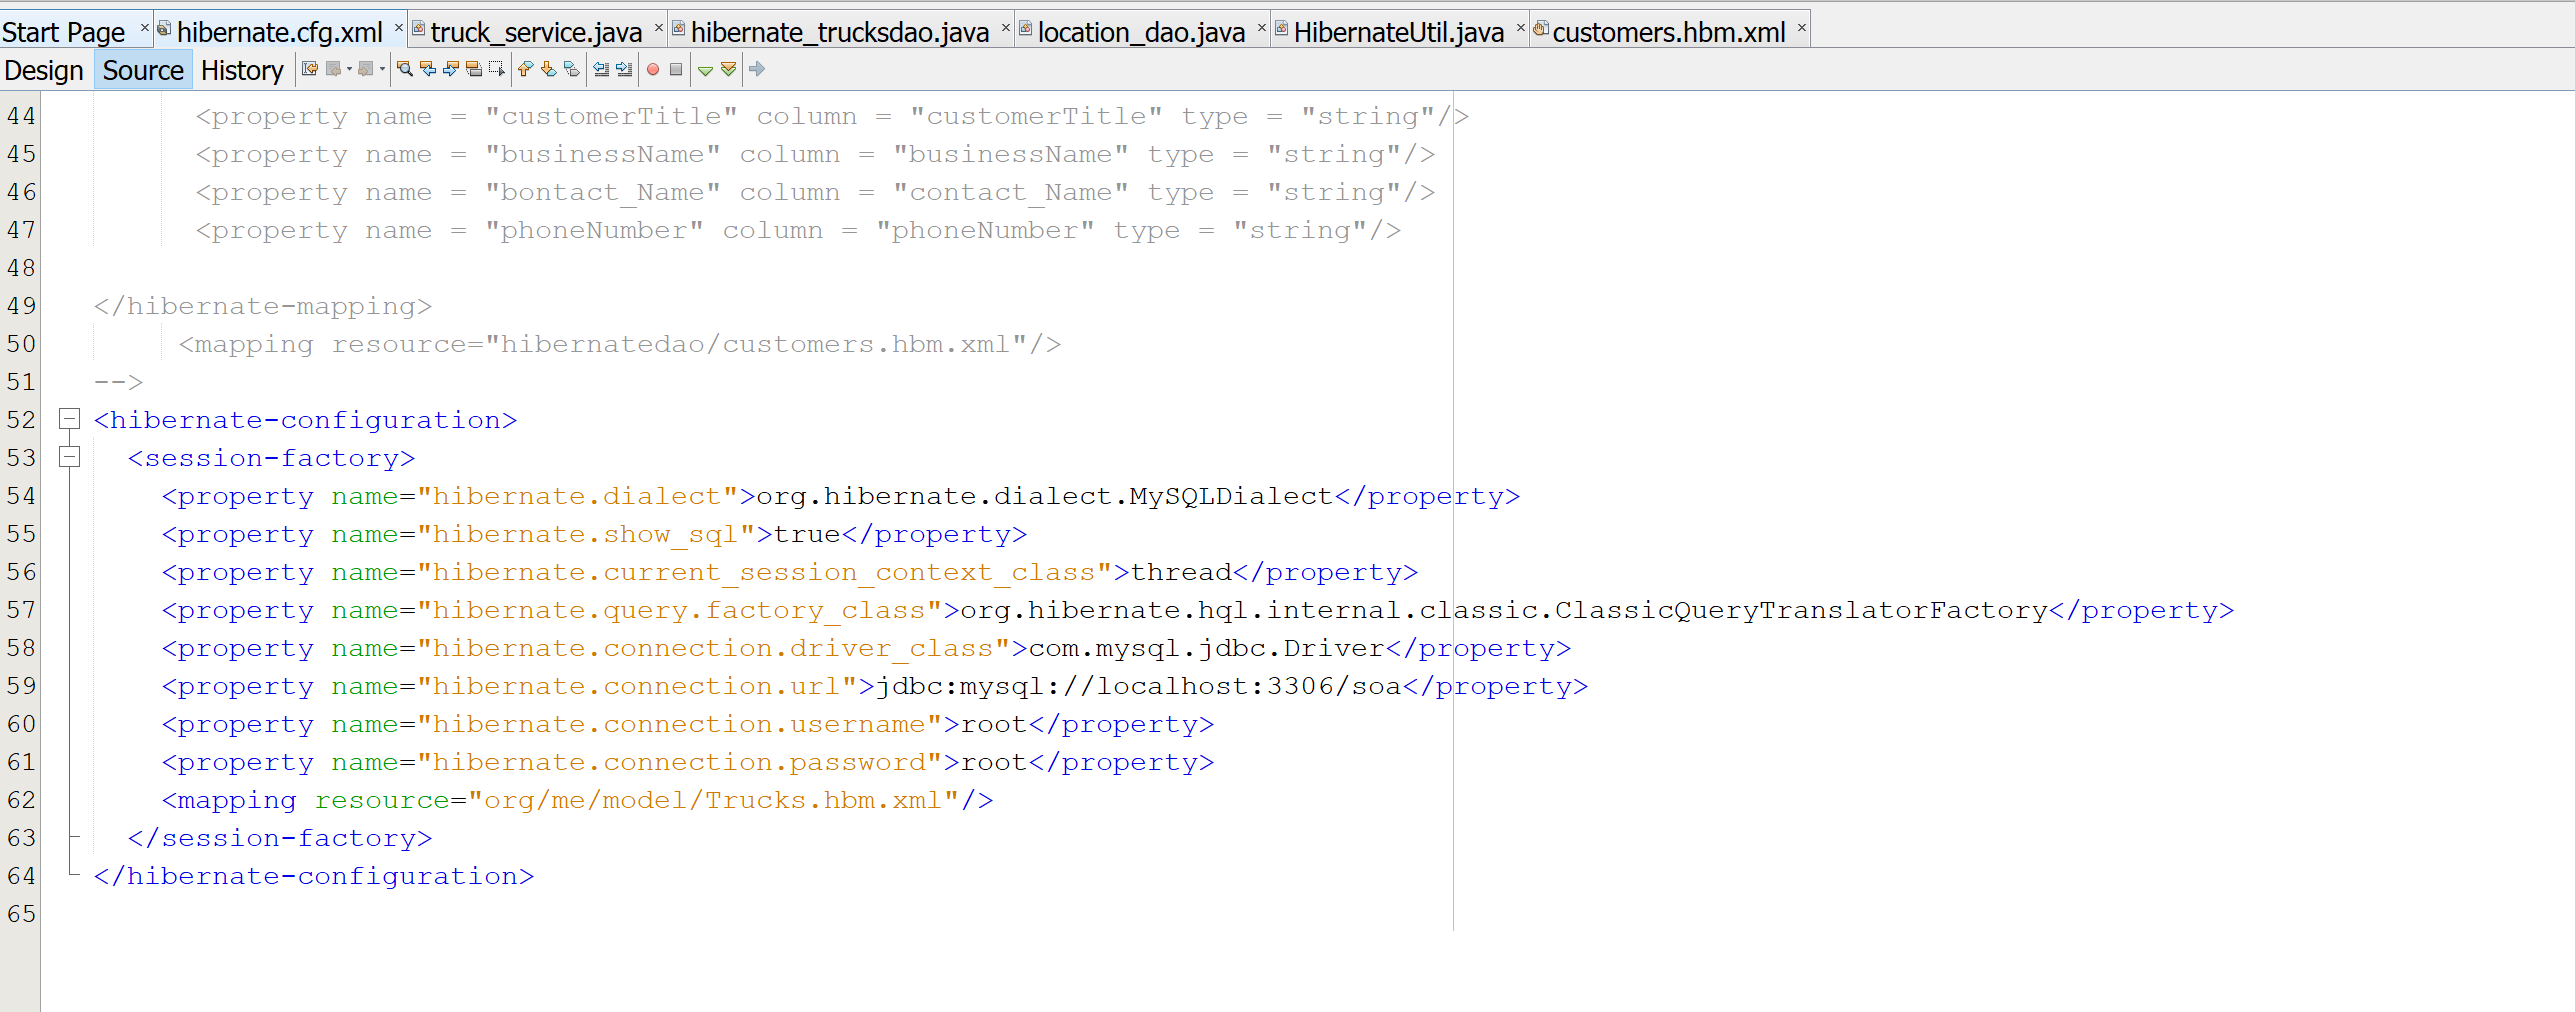 Start Page
hibernate.cfg.xml
truck_service.java
hibernate_trucksdao.java
location_dao.java
HibernateUtil.java
customers.hbm.xml
Design Source History
44 <property name = "customerTitle" column = "customerTitle" type = "string"/>
45 <property name = "businessName" column = "businessName" type = "string"/>
46 <property name = "bontact_Name" column = "contact_Name" type = "string"/>
47 <property name = "phoneNumber" column = "phoneNumber" type = "string"/>
48
49 </hibernate-mapping>
50 <mapping resource="hibernatedao/customers.hbm.xml"/>
51 -->
52 <hibernate-configuration>
53 <session-factory>
54 <property name="hibernate.dialect">org.hibernate.dialect.MySQLDialect</property>
55 <property name="hibernate.show_sql">true</property>
56 <property name="hibernate.current_session_context_class">thread</property>
57 <property name="hibernate.query.factory_class">org.hibernate.hql.internal.classic.ClassicQueryTranslatorFactory</property>
58 <property name="hibernate.connection.driver_class">com.mysql.jdbc.Driver</property>
59 <property name="hibernate.connection.url">jdbc:mysql://localhost:3306/soa</property>
60 <property name="hibernate.connection.username">root</property>
61 <property name="hibernate.connection.password">root</property>
62 <mapping resource="org/me/model/Trucks.hbm.xml"/>
63 </session-factory>
64 </hibernate-configuration>
65